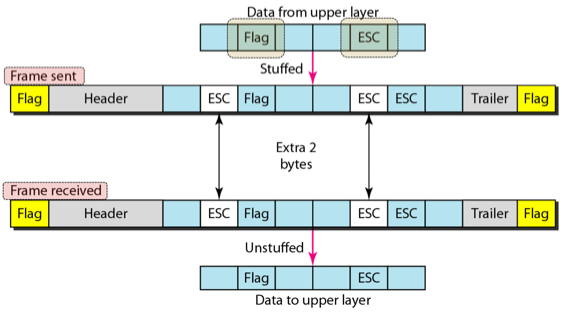 Data from upper layer
Flag ESC
Stuffed
Frame sent
Flag Header ESC Flag ESC ESC Trailer Flag
Extra 2
bytes
Frame received
Flag Header ESC Flag ESC ESC Trailer Flag
Unstuffed
Flag ESC
Data to upper layer